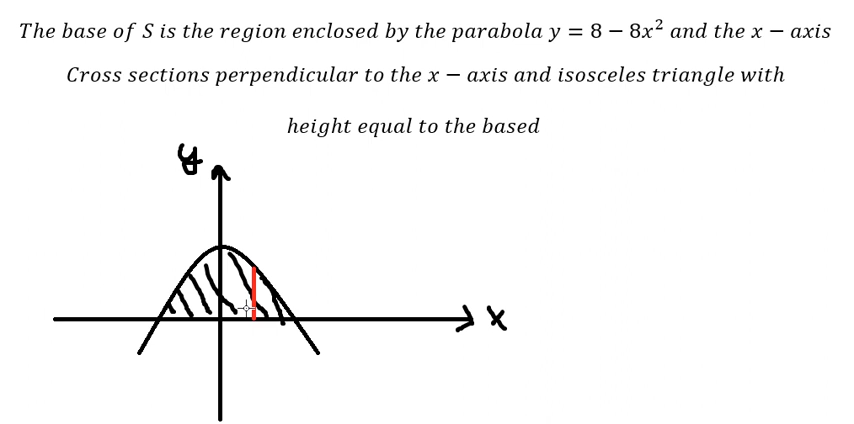 The base of S is the region enclosed by the parabola y = 8 − 8x² and the x − axis
Cross sections perpendicular to the x − axis and isosceles triangle with
height equal to the based
y
x